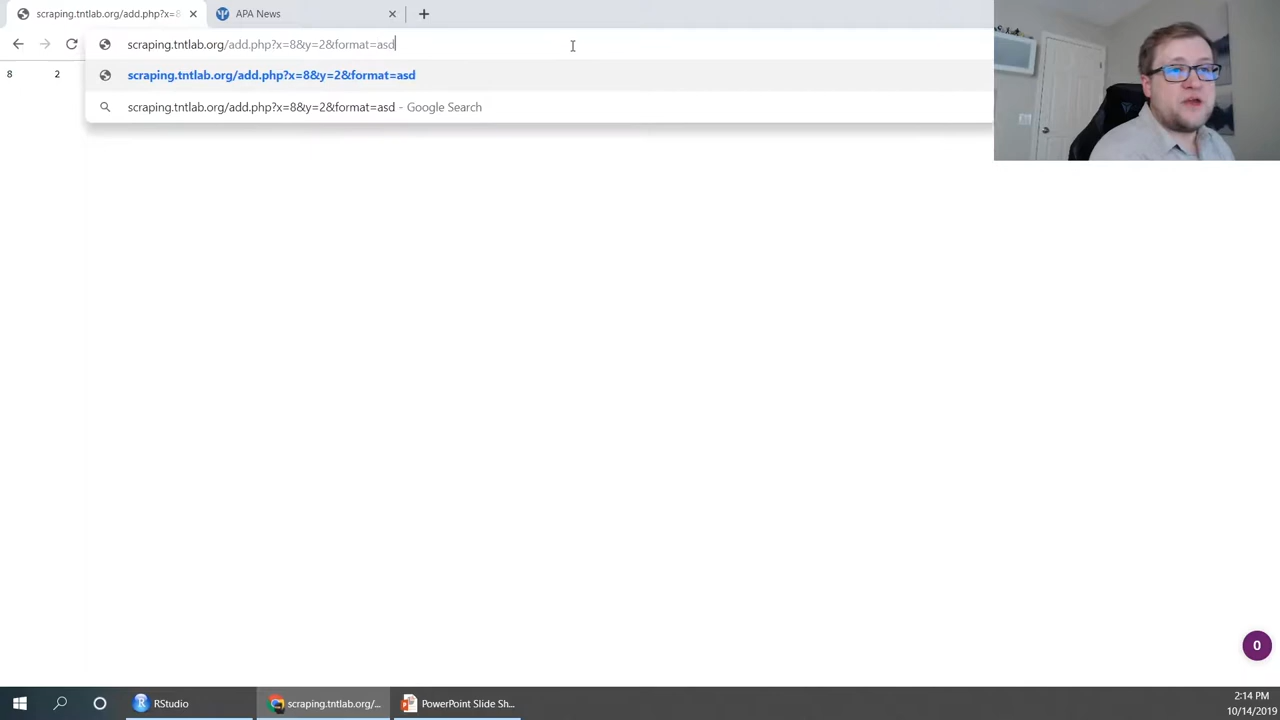 scraping.tntlab.org/add.php?x=8
APA News
scraping.tntlab.org/add.php?x=8&y=2&format=asd
8 2
scraping.tntlab.org/add.php?x=8&y=2&format=asd
scraping.tntlab.org/add.php?x=8&y=2&format=asd - Google Search
0
RStudio
scraping.tntlab.org/...
PowerPoint Slide Sh...
2:14 PM
10/14/2019